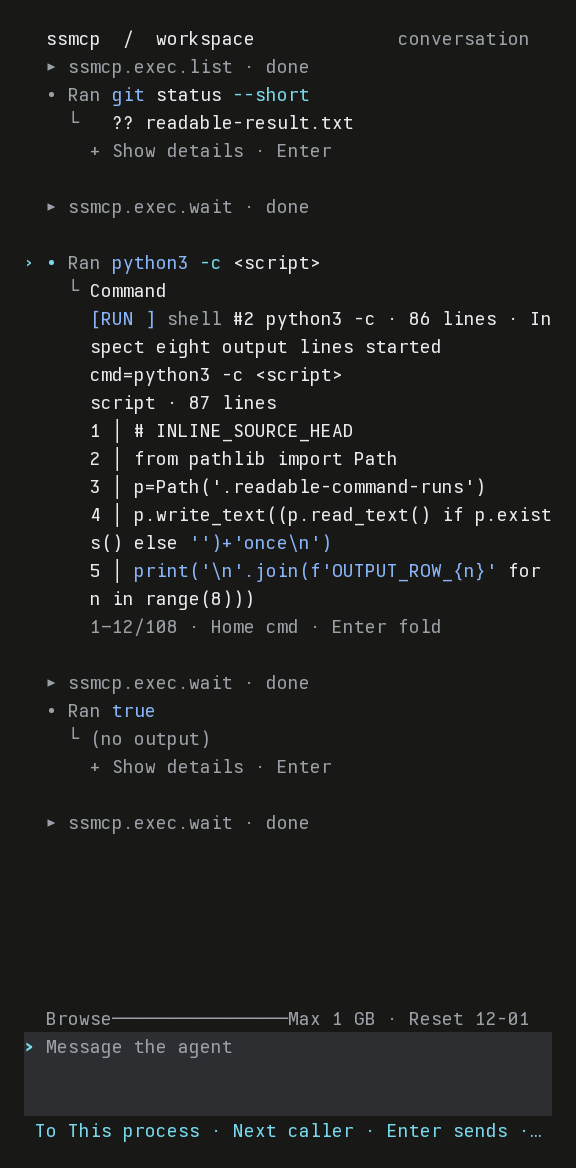 ssmcp  /  workspace             conversation
▸ ssmcp.exec.list · done
• Ran git status --short
└   ?? readable-result.txt
+ Show details · Enter
▸ ssmcp.exec.wait · done
› • Ran python3 -c <script>
└ Command
[RUN ] shell #2 python3 -c · 86 lines · In
spect eight output lines started
cmd=python3 -c <script>
script · 87 lines
1 │ # INLINE_SOURCE_HEAD
2 │ from pathlib import Path
3 │ p=Path('.readable-command-runs')
4 │ p.write_text((p.read_text() if p.exist
s() else '')+'once\n')
5 │ print('\n'.join(f'OUTPUT_ROW_{n}' for
n in range(8)))
1–12/108 · Home cmd · Enter fold
▸ ssmcp.exec.wait · done
• Ran true
└ (no output)
+ Show details · Enter
▸ ssmcp.exec.wait · done
Browse────────────────Max 1 GB · Reset 12-01
› Message the agent
To This process · Next caller · Enter sends ·…